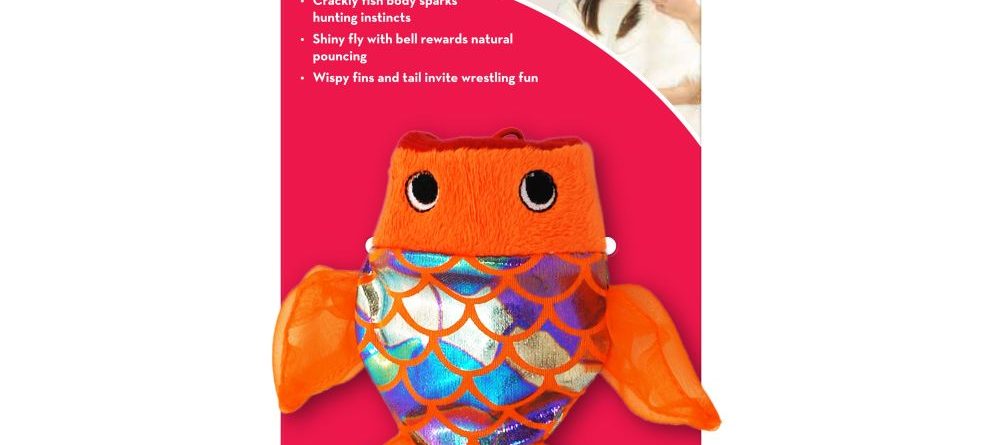 • Crackly fish body sparks
hunting instincts
• Shiny fly with bell rewards natural
pouncing
• Wispy fins and tail invite wrestling fun